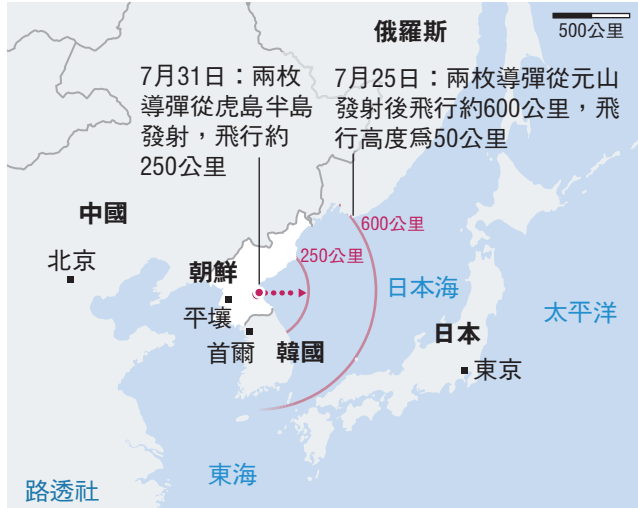 俄羅斯
500公里
7月31日：兩枚
導彈從虎島半島
發射，飛行約
250公里
7月25日：兩枚導彈從元山
發射後飛行約600公里，飛
行高度爲50公里
中國
600公里
北京
朝鮮
250公里
日本海
平壤
太平洋
首爾
韓國
日本
東京
東海
路透社